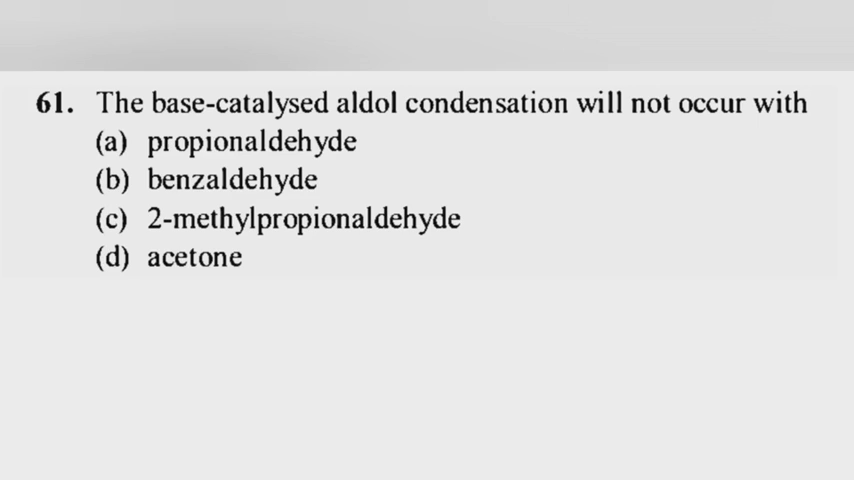 61. The base-catalysed aldol condensation will not occur with
(a) propionaldehyde
(b) benzaldehyde
(c) 2-methylpropionaldehyde
(d) acetone